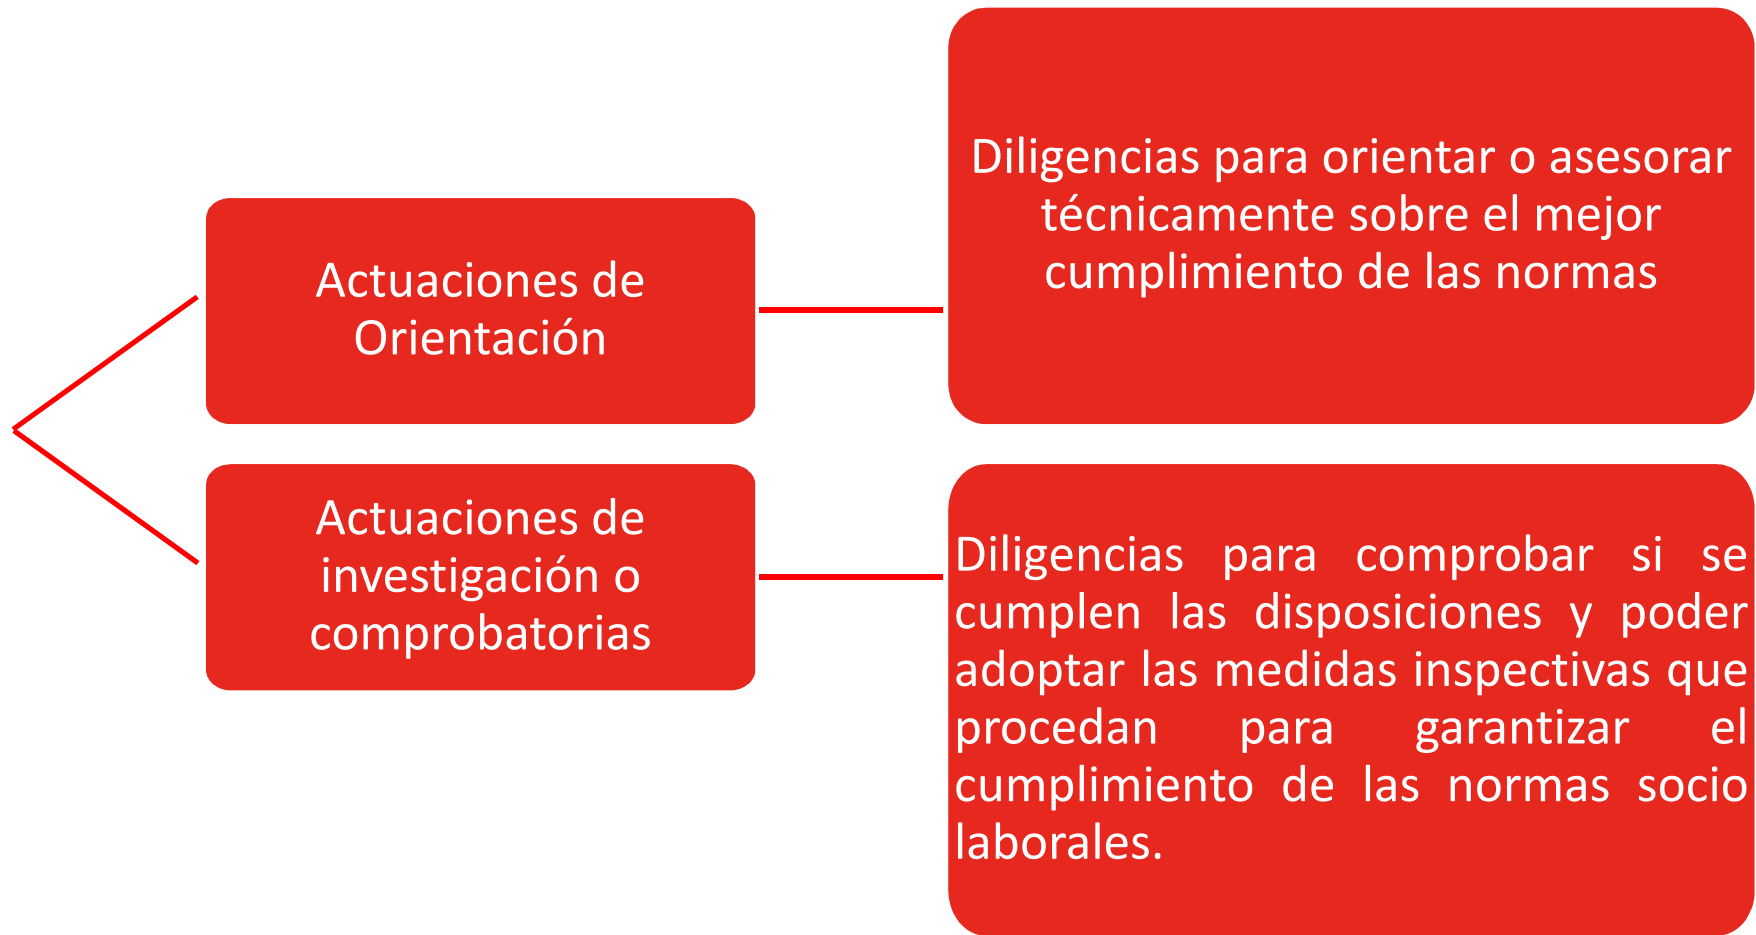 Actuaciones de
Orientación
Diligencias para orientar o asesorar
técnicamente sobre el mejor
cumplimiento de las normas
Actuaciones de
investigación o
comprobatorias
Diligencias para comprobar si se
cumplen las disposiciones y poder
adoptar las medidas inspectivas que
procedan para garantizar el
cumplimiento de las normas socio
laborales.